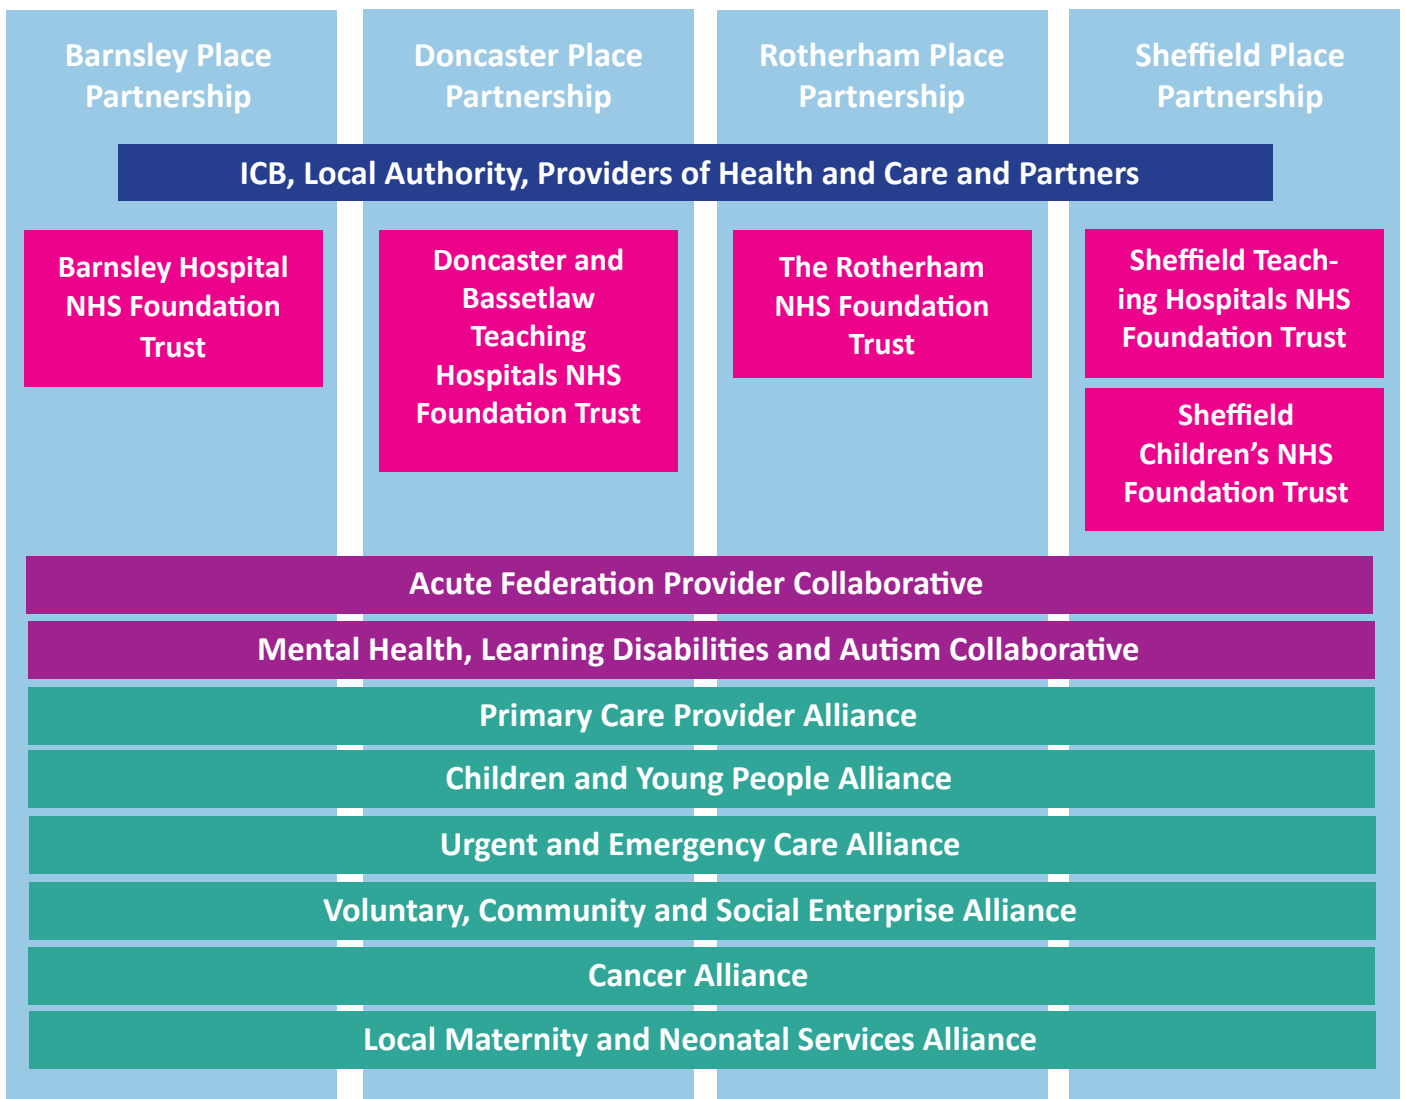 Barnsley Place
Partnership
Doncaster Place
Partnership
Rotherham Place
Partnership
Sheffield Place
Partnership
ICB, Local Authority, Providers of Health and Care and Partners
Barnsley Hospital
NHS Foundation
Trust
Doncaster and
Bassetlaw
Teaching
Hospitals NHS
Foundation Trust
The Rotherham
NHS Foundation
Trust
Sheffield Teach-
ing Hospitals NHS
Foundation Trust
Sheffield
Children’s NHS
Foundation Trust
Acute Federation Provider Collaborative
Mental Health, Learning Disabilities and Autism Collaborative
Primary Care Provider Alliance
Children and Young People Alliance
Urgent and Emergency Care Alliance
Voluntary, Community and Social Enterprise Alliance
Cancer Alliance
Local Maternity and Neonatal Services Alliance